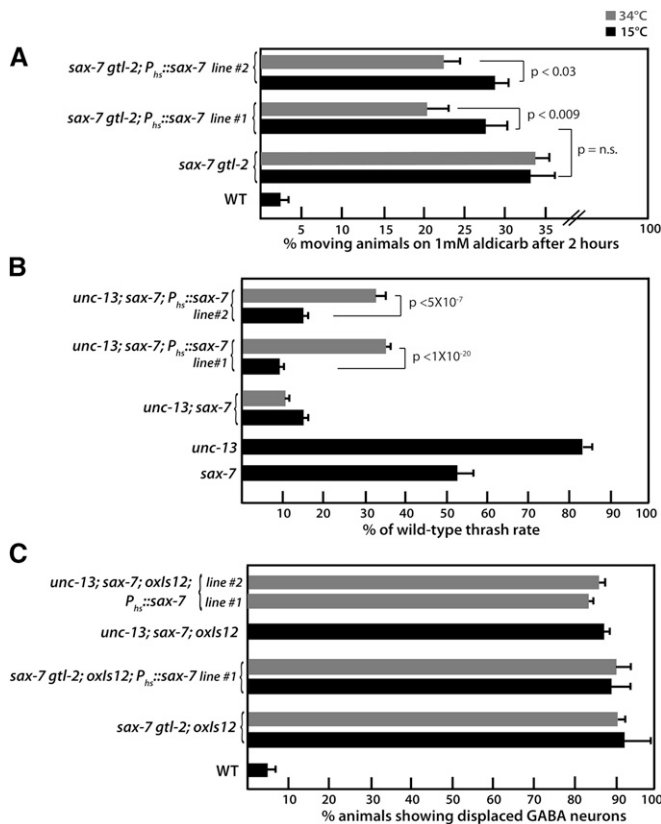 34°C
15°C
A
sax-7 gtl-2; Phs::sax-7 line #2
p < 0.03
sax-7 gtl-2; Phs::sax-7 line #1
p < 0.009
p = n.s.
sax-7 gtl-2
WT
5 10 15 20 25 30 35 100
% moving animals on 1mM aldicarb after 2 hours
B
unc-13; sax-7; Phs::sax-7
line#2
p <5X10-7
unc-13; sax-7; Phs::sax-7
line#1
p <1X10-20
unc-13; sax-7
unc-13
sax-7
10 20 30 40 50 60 70 80 90 100
% of wild-type thrash rate
C
unc-13; sax-7; oxIs12; line #2
Phs::sax-7 line #1
unc-13; sax-7; oxIs12
sax-7 gtl-2; oxIs12; Phs::sax-7 line #1
sax-7 gtl-2; oxIs12
WT
10 20 30 40 50 60 70 80 90 100
% animals showing displaced GABA neurons